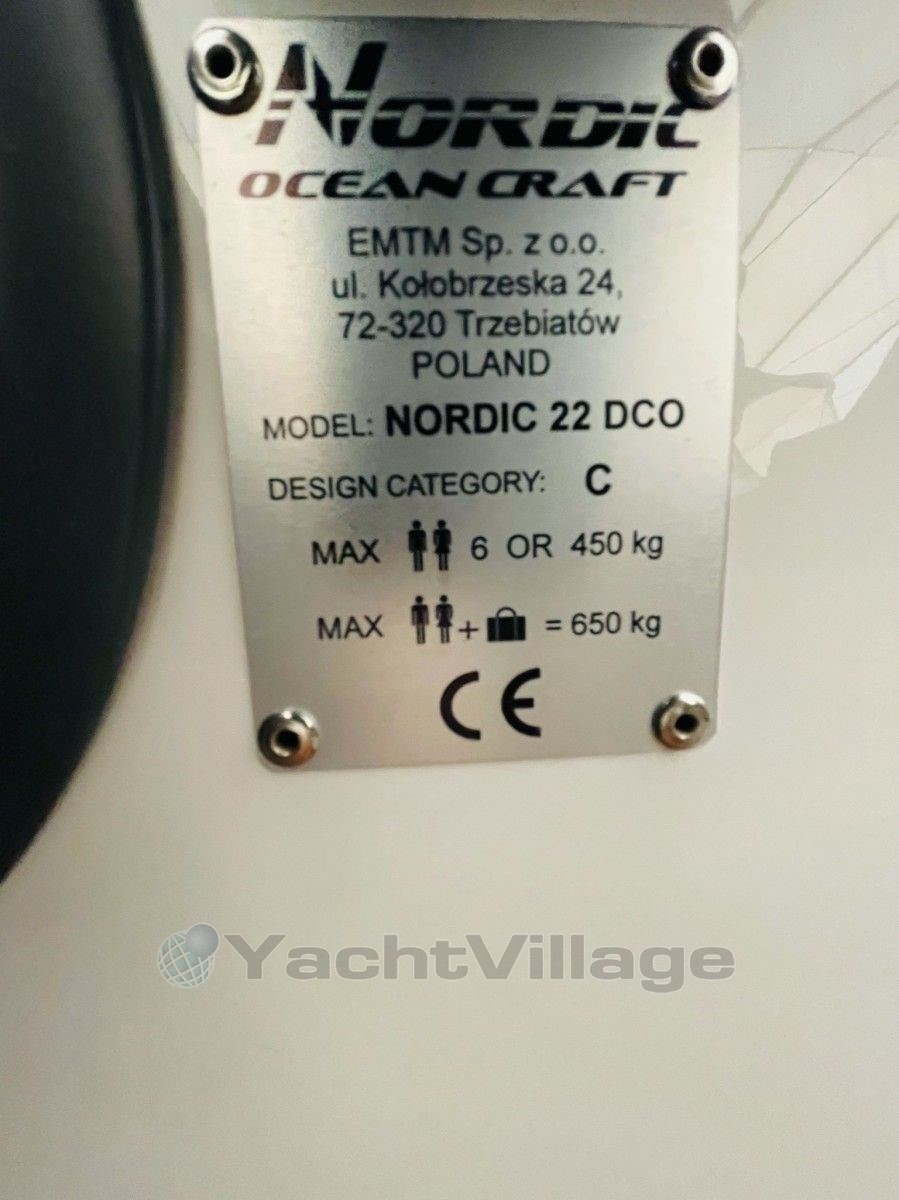 NORDIC
OCEAN CRAFT
EMTM Sp. z o.o.
ul. Kołobrzeska 24,
72-320 Trzebiatów
POLAND
MODEL: NORDIC 22 DCO
DESIGN CATEGORY: C
MAX 6 OR 450 kg
MAX + = 650 kg
CE
YachtVillage